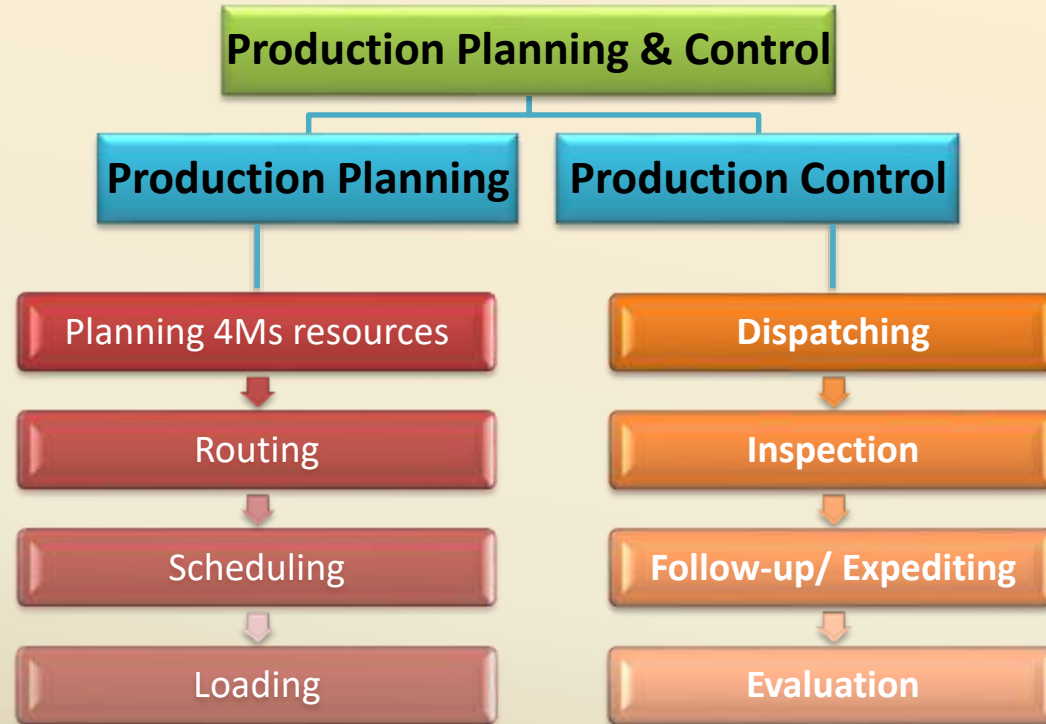 Production Planning & Control
Production Planning
Production Control
Planning 4Ms resources
Routing
Scheduling
Loading
Dispatching
Inspection
Follow-up/ Expediting
Evaluation